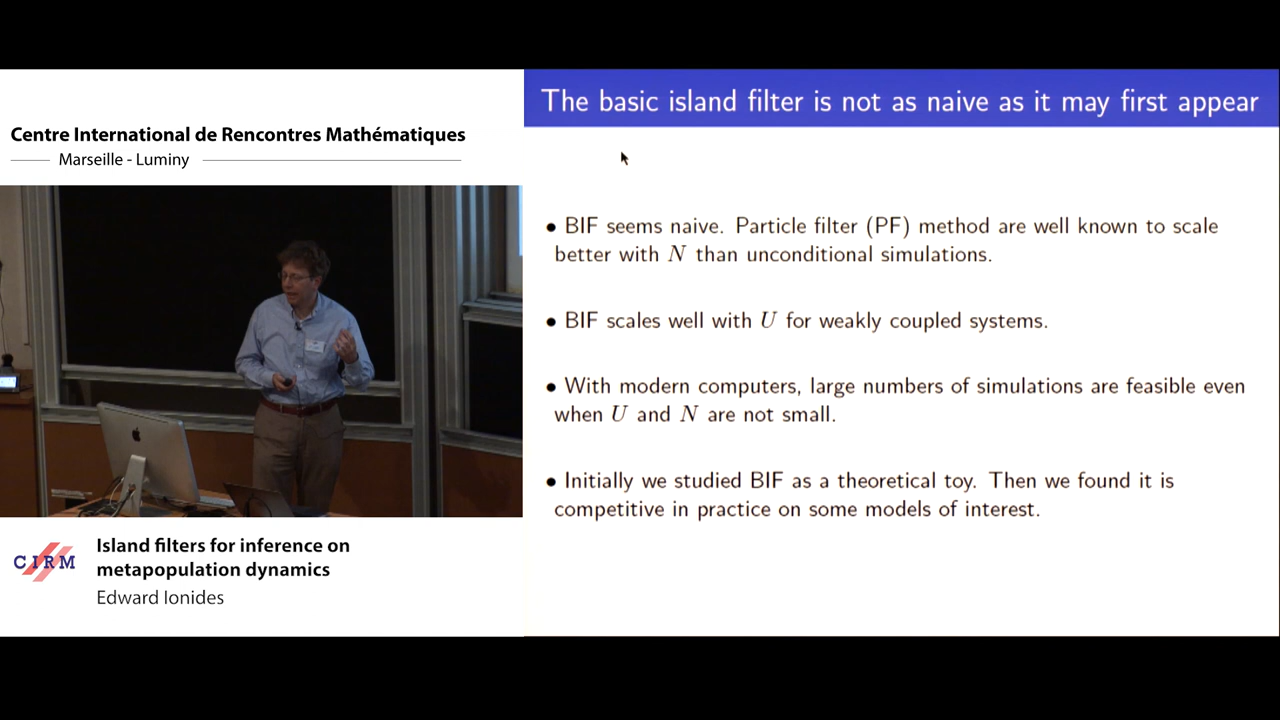 Centre International de Rencontres Mathématiques
Marseille - Luminy
CIRM
Island filters for inference on
metapopulation dynamics
Edward Ionides
The basic island filter is not as naive as it may first appear
• BIF seems naive. Particle filter (PF) method are well known to scale
better with N than unconditional simulations.
• BIF scales well with U for weakly coupled systems.
• With modern computers, large numbers of simulations are feasible even
when U and N are not small.
• Initially we studied BIF as a theoretical toy. Then we found it is
competitive in practice on some models of interest.